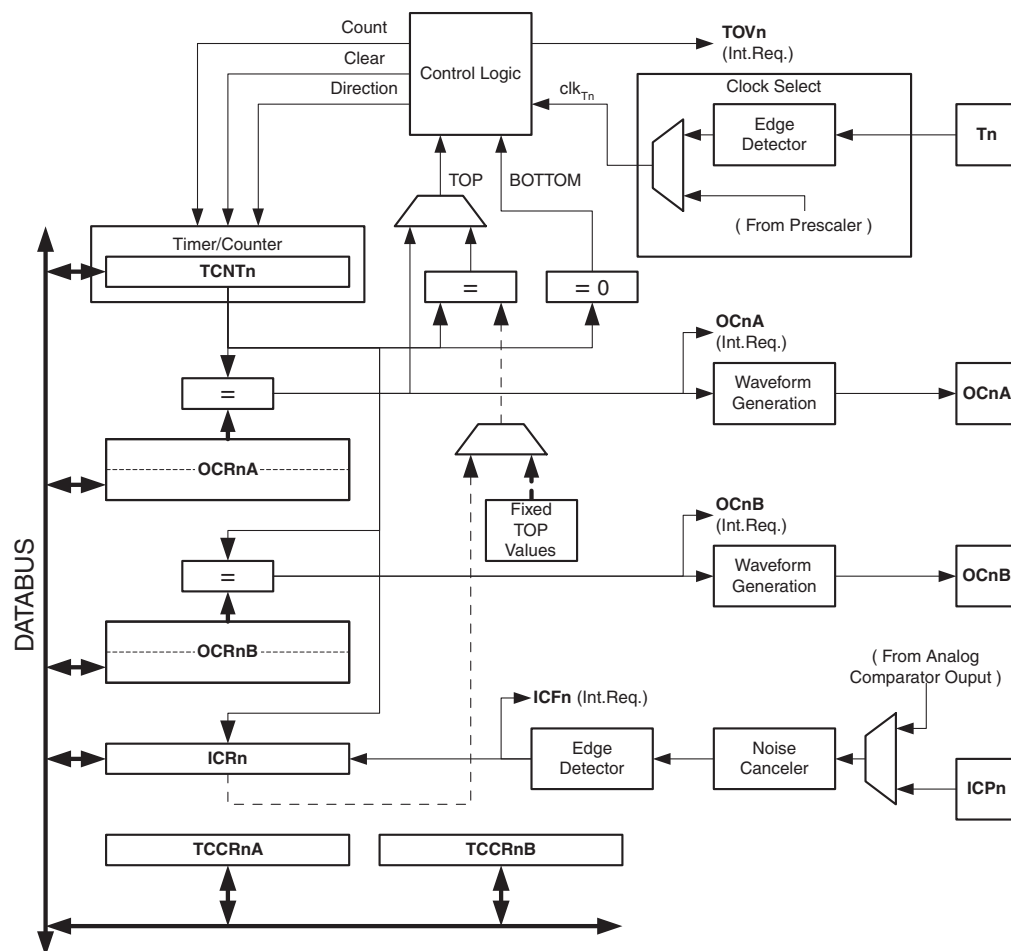 Count
TOVn
(Int.Req.)
Clear
Control Logic
Direction
clkTn
Clock Select
Edge
Detector
Tn
TOP
BOTTOM
( From Prescaler )
Timer/Counter
TCNTn
=
= 0
OCnA
(Int.Req.)
=
Waveform
Generation
OCnA
OCRnA
Fixed
TOP
Values
OCnB
(Int.Req.)
=
Waveform
Generation
OCnB
DATABUS
OCRnB
( From Analog
Comparator Ouput )
ICFn (Int.Req.)
ICRn
Edge
Detector
Noise
Canceler
ICPn
TCCRnA
TCCRnB